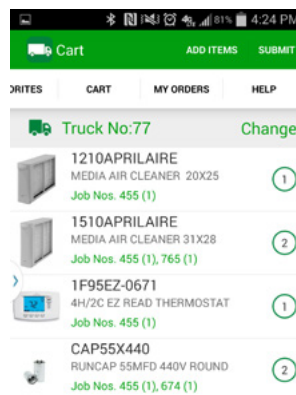 81% 4:24 PM
Cart ADD ITEMS SUBMIT
ORITES CART MY ORDERS HELP
Truck No:77 Change
1210APRILAIRE
MEDIA AIR CLEANER 20X25
1
Job Nos. 455 (1)
1510APRILAIRE
MEDIA AIR CLEANER 31X28
2
Job Nos. 455 (1), 765 (1)
1F95EZ-0671
4H/2C EZ READ THERMOSTAT
1
Job Nos. 455 (1)
CAP55X440
RUNCAP 55MFD 440V ROUND
2
Job Nos. 455 (1), 674 (1)